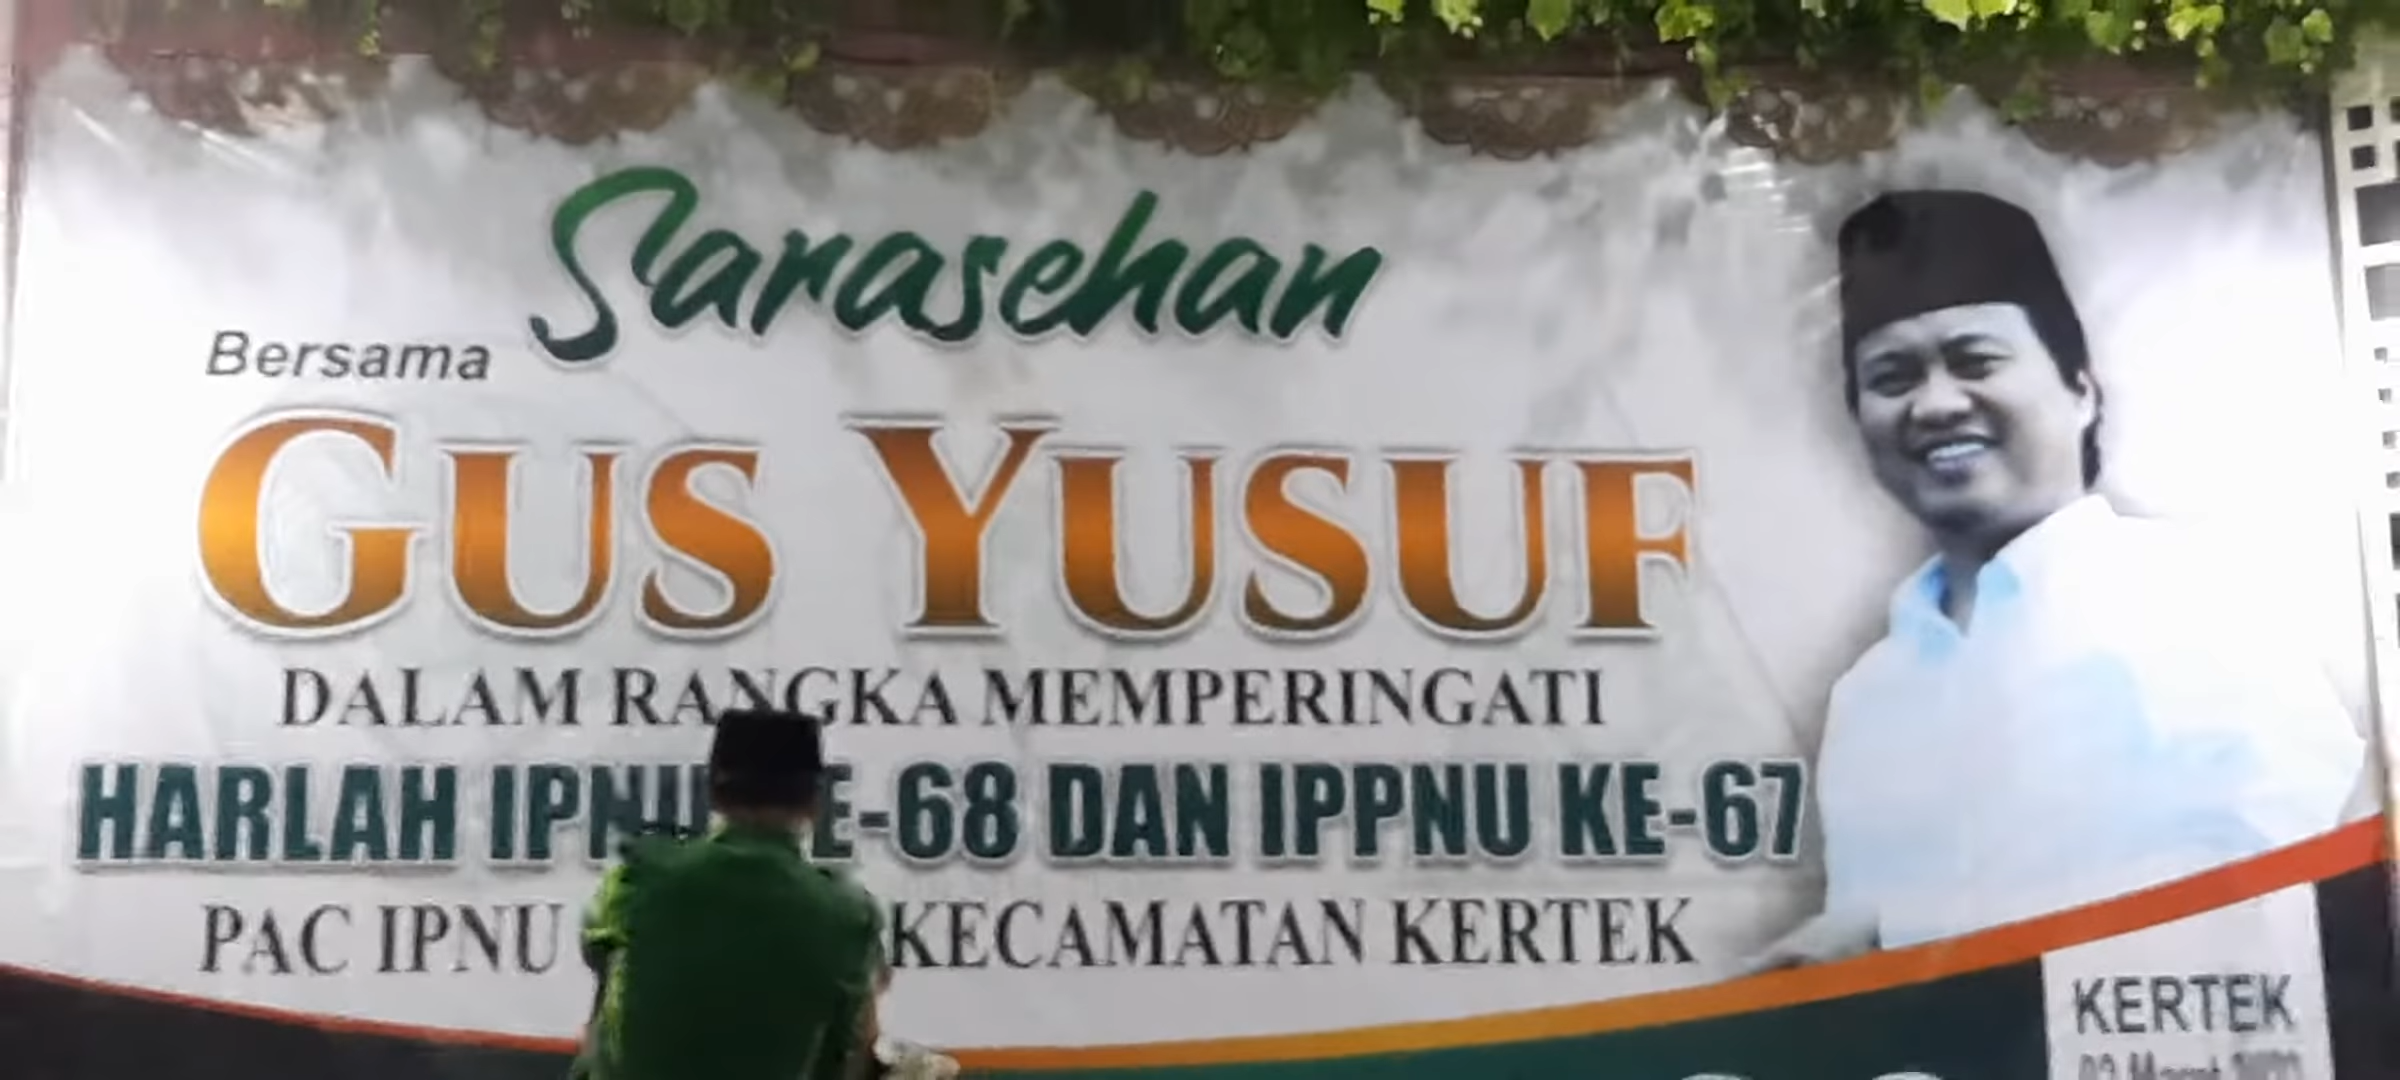 Sarasehan
Bersama
GUS YUSUF
DALAM RANGKA MEMPERINGATI
HARLAH IPNU KE-68 DAN IPPNU KE-67
PAC IPNU KECAMATAN KERTEK
KERTEK